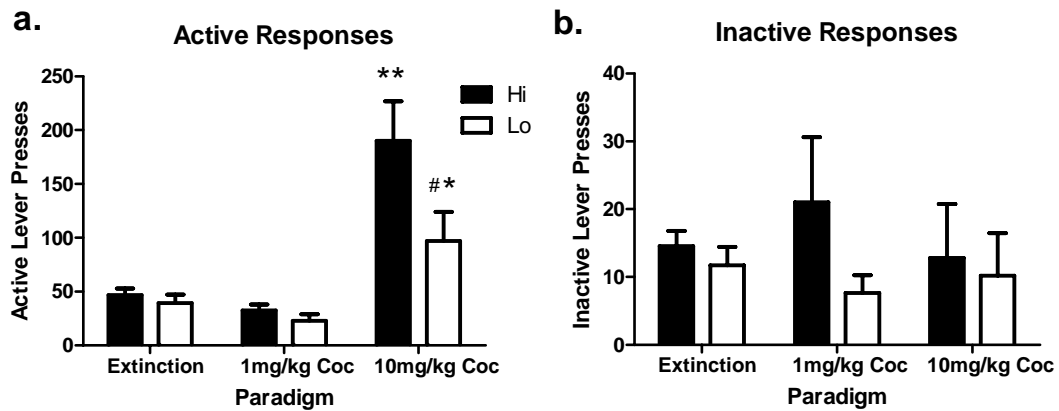 a.
Active Responses
Active Lever Presses
250
200
150
100
50
0
**
#*
Hi
Lo
Extinction 1mg/kg Coc 10mg/kg Coc
Paradigm
b.
Inactive Responses
Inactive Lever Presses
40
30
20
10
0
Extinction 1mg/kg Coc 10mg/kg Coc
Paradigm